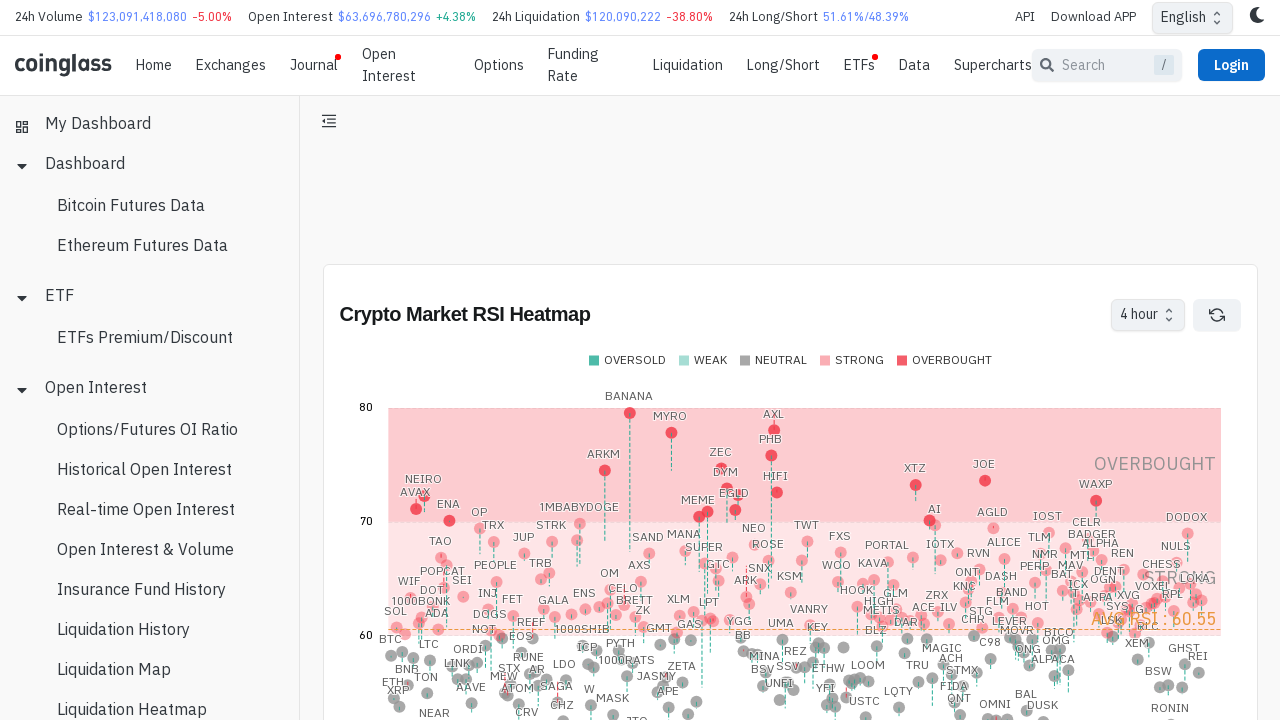 24h Volume $123,091,418,080 -5.00% Open Interest $63,696,780,296 +4.38% 24h Liquidation $120,090,222 -38.80% 24h Long/Short 51.61%/48.39% API Download APP English
coinglass Home Exchanges Journal Open Interest Options Funding Rate Liquidation Long/Short ETFs Data Supercharts Search / Login
My Dashboard
Dashboard
Bitcoin Futures Data
Ethereum Futures Data
ETF
ETFs Premium/Discount
Open Interest
Options/Futures OI Ratio
Historical Open Interest
Real-time Open Interest
Open Interest & Volume
Insurance Fund History
Liquidation History
Liquidation Map
Liquidation Heatmap
Crypto Market RSI Heatmap
4 hour
OVERSOLD WEAK NEUTRAL STRONG OVERBOUGHT
BANANA
80
MYRO AXL
PHB
ARKM ZEC
OVERBOUGHT
XTZ JOE
NEIRO DYM HIFI WAXP
AVAX EGLD
ENA MEME
OP 1MBABYDOGE AI AGLD IOST DODOX
70
TRX STRK NEO TWT CELR
TAO JUP SAND MANA FXS TLM BADGER
SUPER ROSE PORTAL IOTX ALICE ALPHA NULS
PEOPLE TRB AXS GTC WOO KAVA RVN NMR MTL REN
POPCAT OM SNX KSM ONT DASH PERP MAV DENT CHESS
STRONG
WIF SEI ARK BAT OGN LOKA
DOT INJ FET ENS CELO HOOK GLM KNC BAND ICX VOXEL
1000BONK GALA BRETT XLM LPT HIGH ZRX FLM HOT ARPA XVG RPL
SOL ADA DOGS ZK VANRY METIS ACE ILV STG SYS
NOT REEF 1000SHIB GMT GAS YGG UMA KEY BLZ DAR CHR LEVER LSK
AVG RSI : 60.55
60
BTC LTC EOS ICP PYTH BB C98 MOVR BICO OMG XEM
ORDI RUNE 1000RATS MINA REZ MAGIC ONG GHST
BNB LINK LDO ZETA BSV SSV ETHW LOOM TRU ACH ALPACA REI
ETH TON STX MEW AR JASMY STMX BSW
XRP AAVE ATOM SAGA W APE UNFI YFI LQTY FIDA
NEAR CRV CHZ MASK USTC QNT OMNI BAL DUSK RONIN
JTO